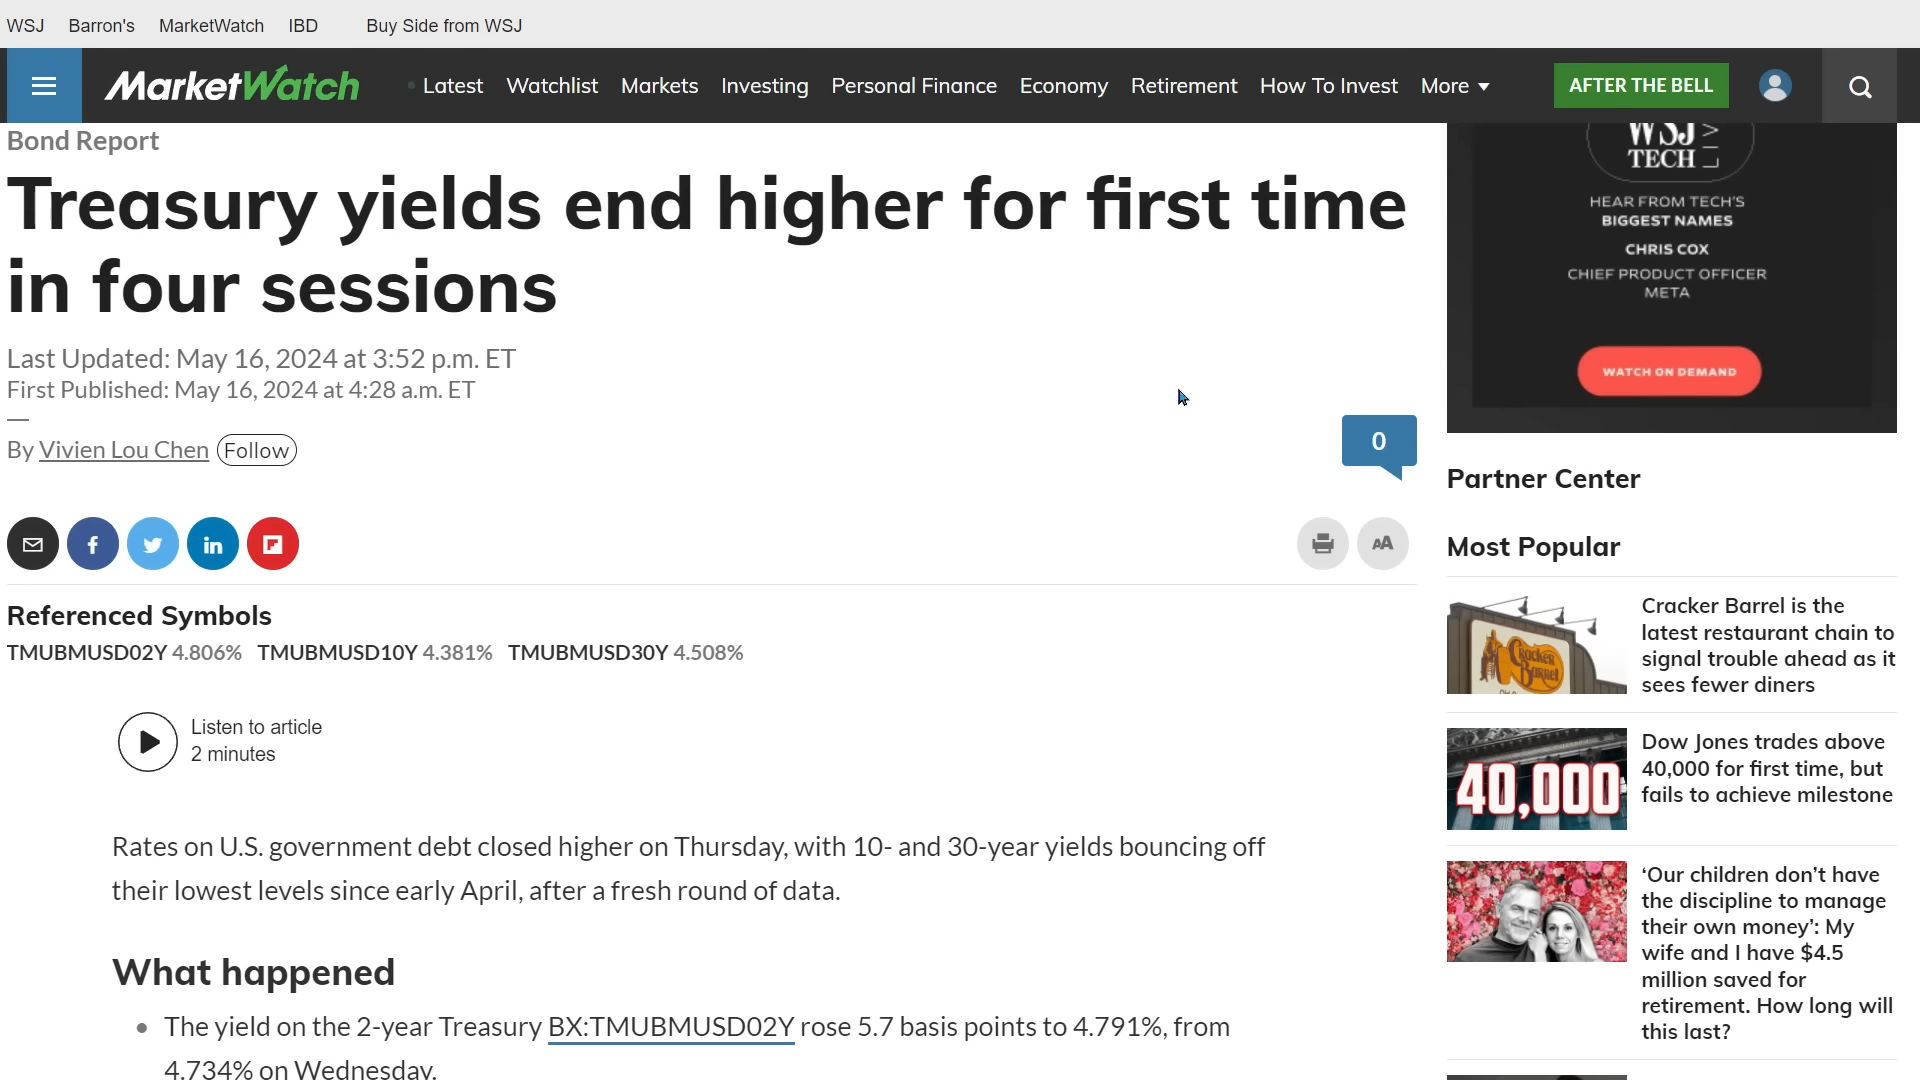 WSJ Barron's MarketWatch IBD Buy Side from WSJ
MarketWatch
Latest Watchlist Markets Investing Personal Finance Economy Retirement How To Invest More
AFTER THE BELL
Bond Report
Treasury yields end higher for first time
in four sessions
Last Updated: May 16, 2024 at 3:52 p.m. ET
First Published: May 16, 2024 at 4:28 a.m. ET
By Vivien Lou Chen Follow
0
AA
Referenced Symbols
TMUBMUSD02Y 4.806% TMUBMUSD10Y 4.381% TMUBMUSD30Y 4.508%
Listen to article
2 minutes
Rates on U.S. government debt closed higher on Thursday, with 10- and 30-year yields bouncing off
their lowest levels since early April, after a fresh round of data.
What happened
The yield on the 2-year Treasury BX:TMUBMUSD02Y rose 5.7 basis points to 4.791%, from
4.734% on Wednesday.
WSJ
TECH
HEAR FROM TECH'S
BIGGEST NAMES
CHRIS COX
CHIEF PRODUCT OFFICER
META
WATCH ON DEMAND
Partner Center
Most Popular
Cracker
Barrel
Cracker Barrel is the
latest restaurant chain to
signal trouble ahead as it
sees fewer diners
40,000
Dow Jones trades above
40,000 for first time, but
fails to achieve milestone
‘Our children don’t have
the discipline to manage
their own money’: My
wife and I have $4.5
million saved for
retirement. How long will
this last?